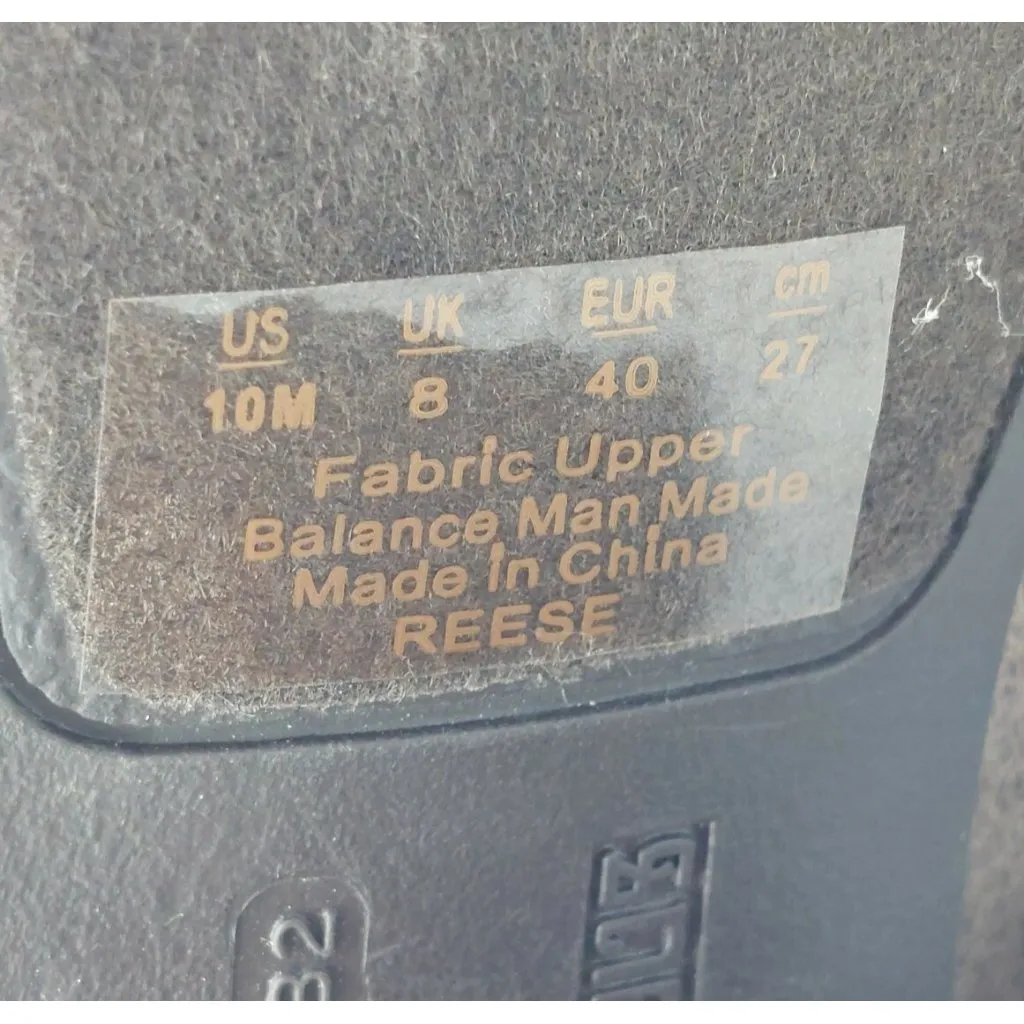 US UK EUR cm
10M 8 40 27
Fabric Upper
Balance Man Made
Made in China
REESE